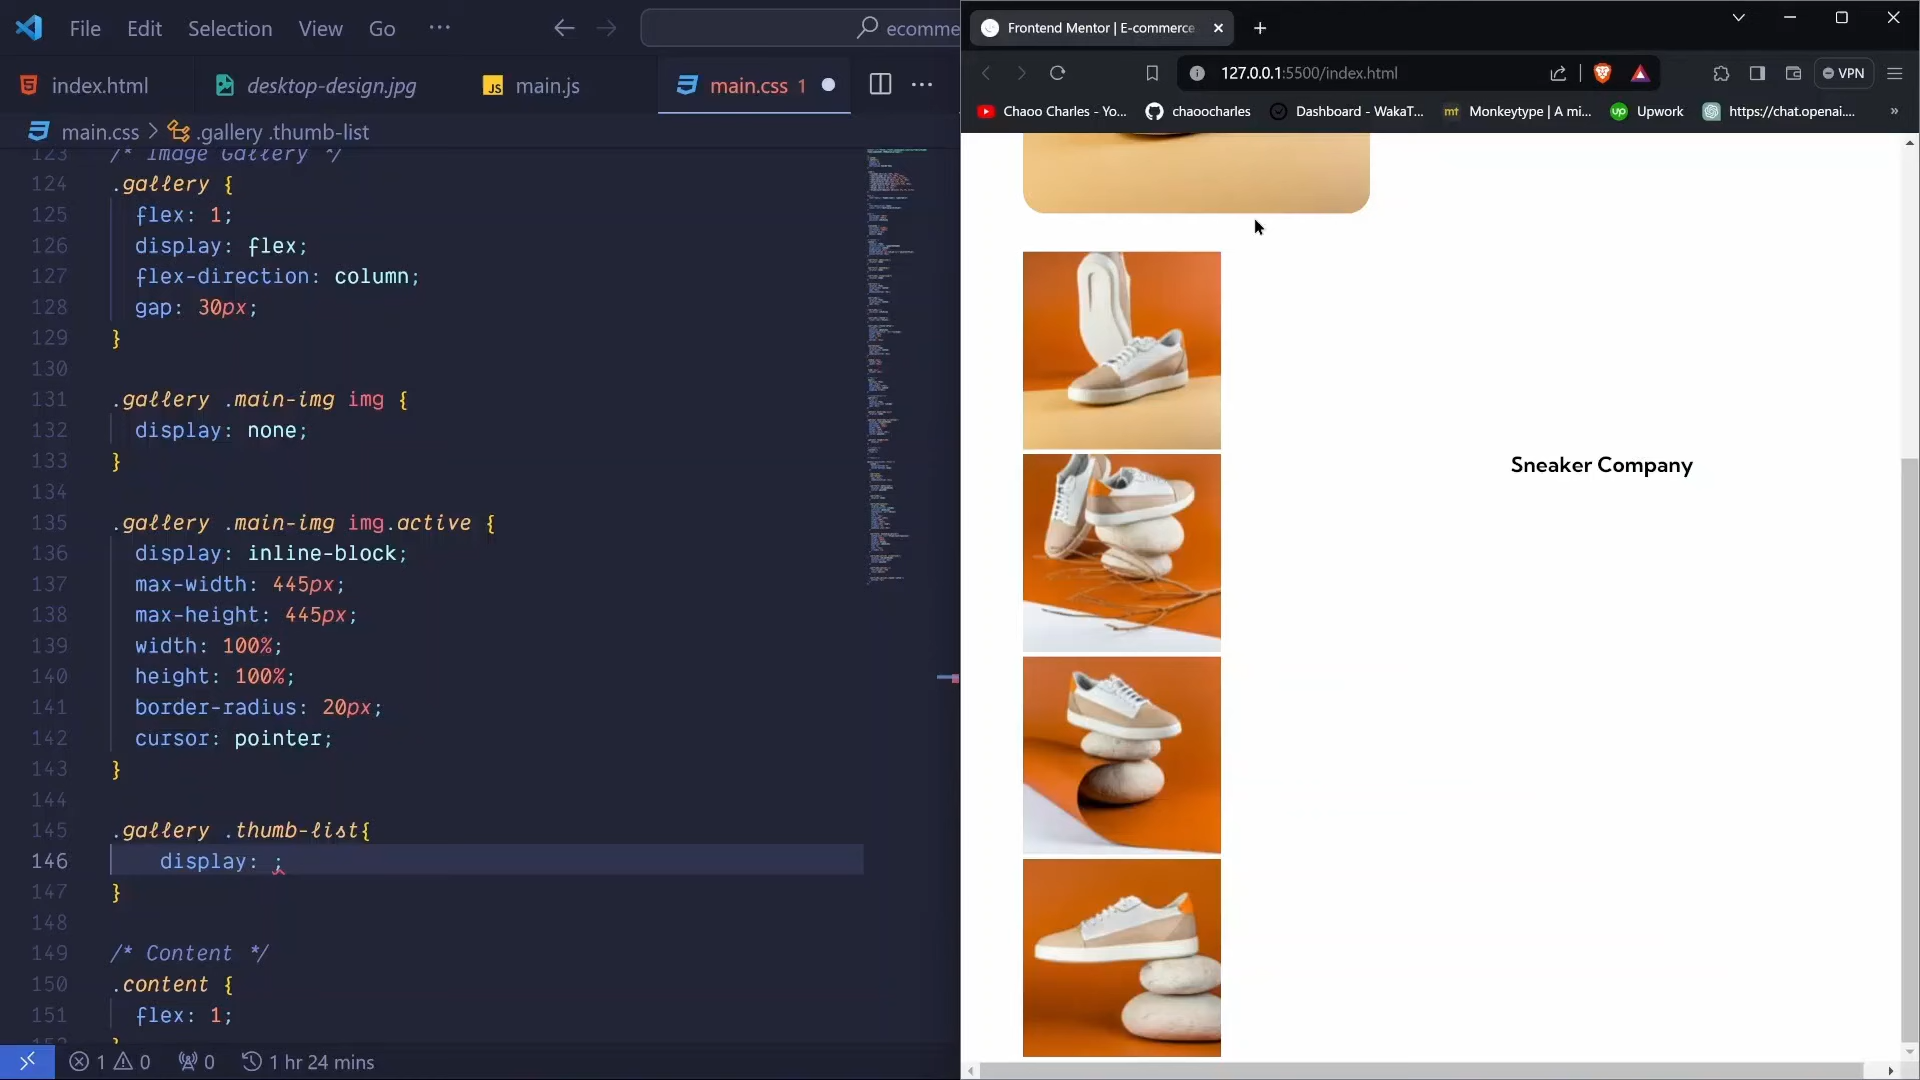 File Edit Selection View Go ···
ecomme
index.html
desktop-design.jpg
main.js
main.css 1
main.css > .gallery .thumb-list
123 /* Image Gallery */
124 .gallery {
125 flex: 1;
126 display: flex;
127 flex-direction: column;
128 gap: 30px;
129 }
130
131 .gallery .main-img img {
132 display: none;
133 }
134
135 .gallery .main-img img.active {
136 display: inline-block;
137 max-width: 445px;
138 max-height: 445px;
139 width: 100%;
140 height: 100%;
141 border-radius: 20px;
142 cursor: pointer;
143 }
144
145 .gallery .thumb-list{
146 display: ;
147 }
148
149 /* Content */
150 .content {
151 flex: 1;
1 0 0 1 hr 24 mins
Frontend Mentor | E-commerce
127.0.0.1:5500/index.html
VPN
Chaoo Charles - Yo...
chaoocharles
Dashboard - WakaT...
mt Monkeytype | A mi...
up Upwork
https://chat.openai....
»
Sneaker Company